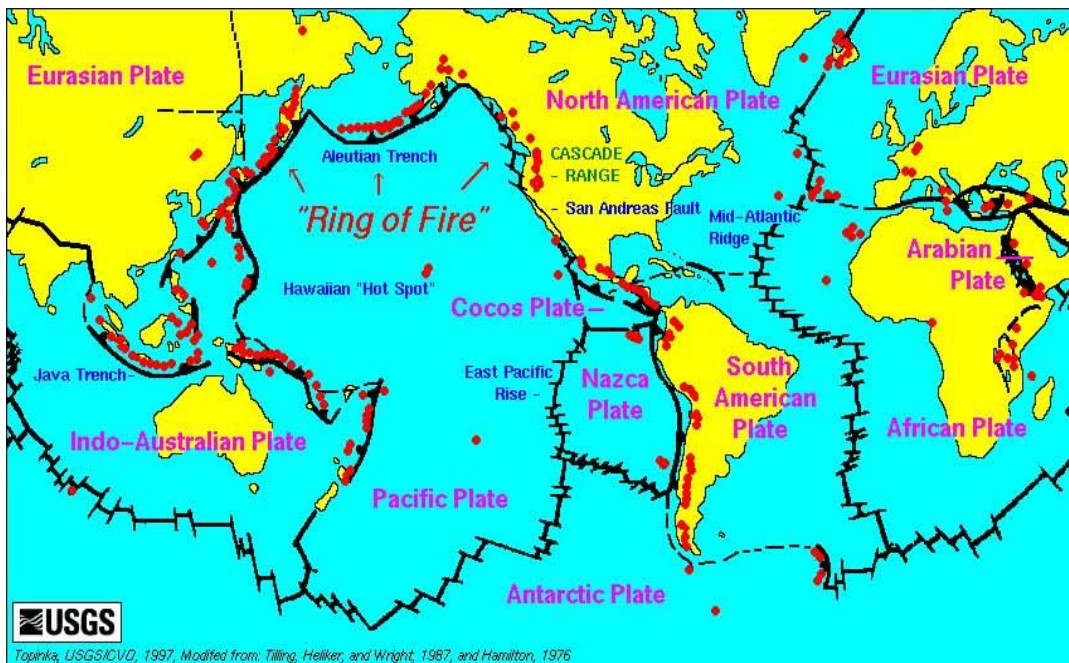 Eurasian Plate
North American Plate
Eurasian Plate
Aleutian Trench
CASCADE
- RANGE
"Ring of Fire"
- San Andreas Fault
Mid-Atlantic
Ridge
Arabian
Plate
Hawaiian "Hot Spot"
Cocos Plate
Java Trench
East Pacific
Rise -
Nazca
Plate
South
American
Plate
Indo-Australian Plate
African Plate
Pacific Plate
Antarctic Plate
USGS
Topinka, USGS/CVO, 1997, Modifed from: Tilling, Heliker, and Wright, 1987, and Hamilton, 1976